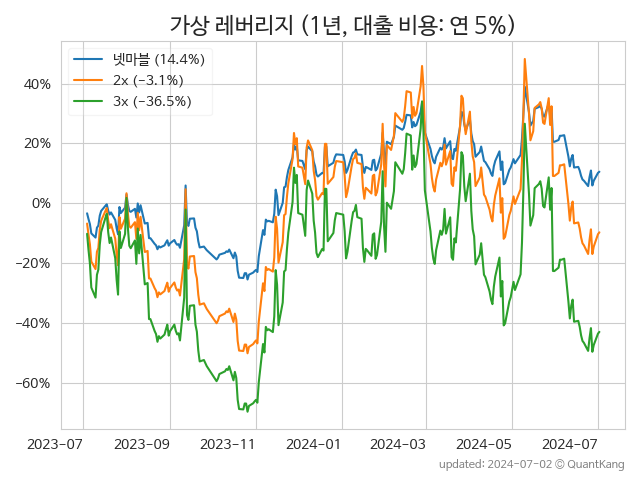 가상 레버리지 (1년, 대출 비용: 연 5%)
넷마블 (14.4%)
2x (−3.1%)
3x (−36.5%)
40%
20%
0%
−20%
−40%
−60%
2023-07 2023-09 2023-11 2024-01 2024-03 2024-05 2024-07
updated: 2024-07-02 © QuantKang